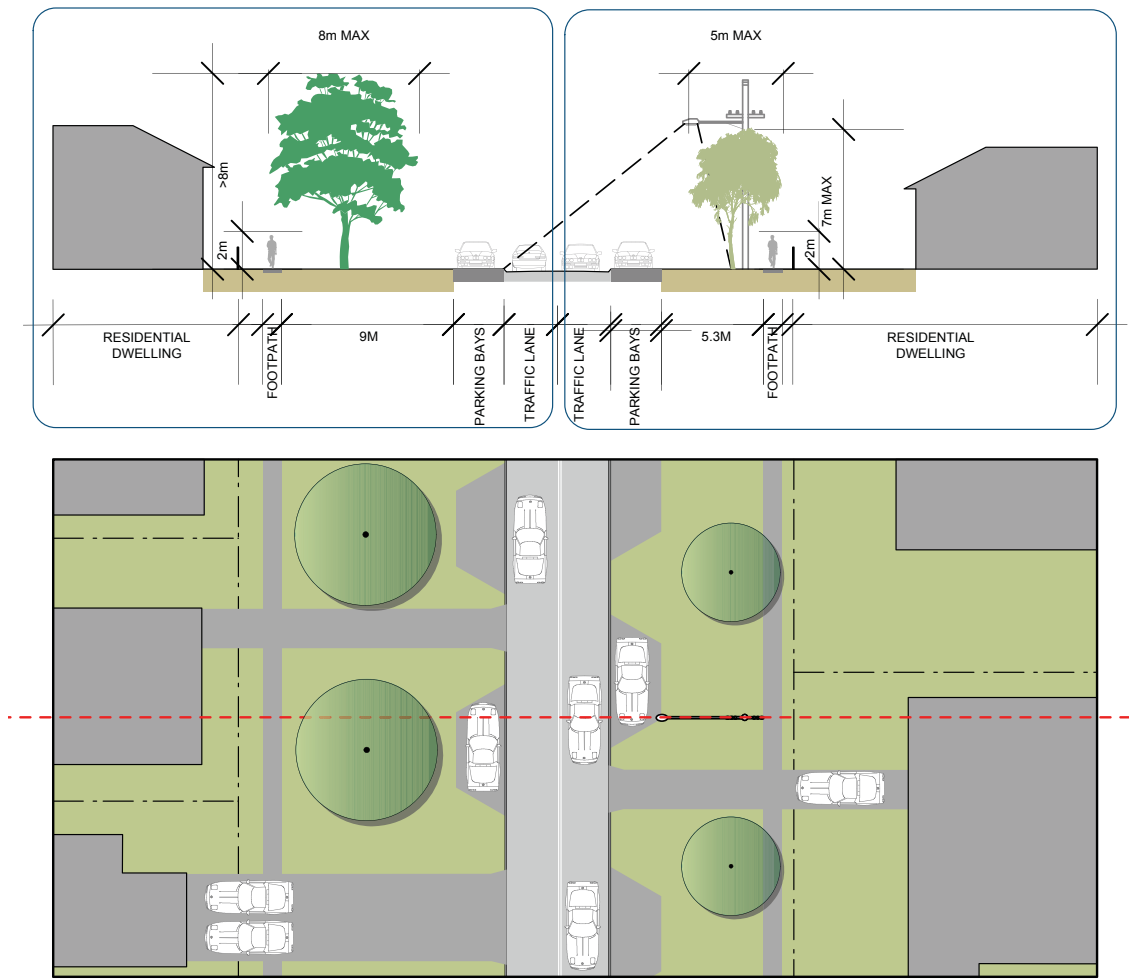 8m MAX
5m MAX
>8m
2m
7m MAX
2m
RESIDENTIAL
DWELLING
FOOTPATH
9M
PARKING BAYS
TRAFFIC LANE
TRAFFIC LANE
PARKING BAYS
5.3M
FOOTPATH
RESIDENTIAL
DWELLING